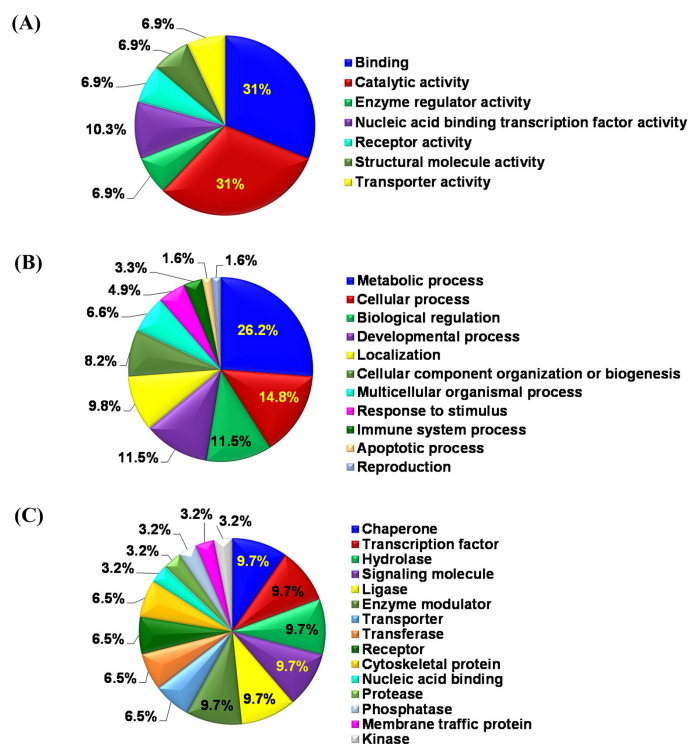 (A)
6.9%
6.9%
6.9%
10.3%
6.9%
31%
31%
Binding
Catalytic activity
Enzyme regulator activity
Nucleic acid binding transcription factor activity
Receptor activity
Structural molecule activity
Transporter activity
(B)
1.6%
1.6%
3.3%
4.9%
6.6%
8.2%
9.8%
11.5%
11.5%
14.8%
26.2%
Metabolic process
Cellular process
Biological regulation
Developmental process
Localization
Cellular component organization or biogenesis
Multicellular organismal process
Response to stimulus
Immune system process
Apoptotic process
Reproduction
(C)
3.2%
3.2%
3.2%
3.2%
3.2%
6.5%
6.5%
6.5%
6.5%
9.7%
9.7%
9.7%
9.7%
9.7%
9.7%
Chaperone
Transcription factor
Hydrolase
Signaling molecule
Ligase
Enzyme modulator
Transporter
Transferase
Receptor
Cytoskeletal protein
Nucleic acid binding
Protease
Phosphatase
Membrane traffic protein
Kinase